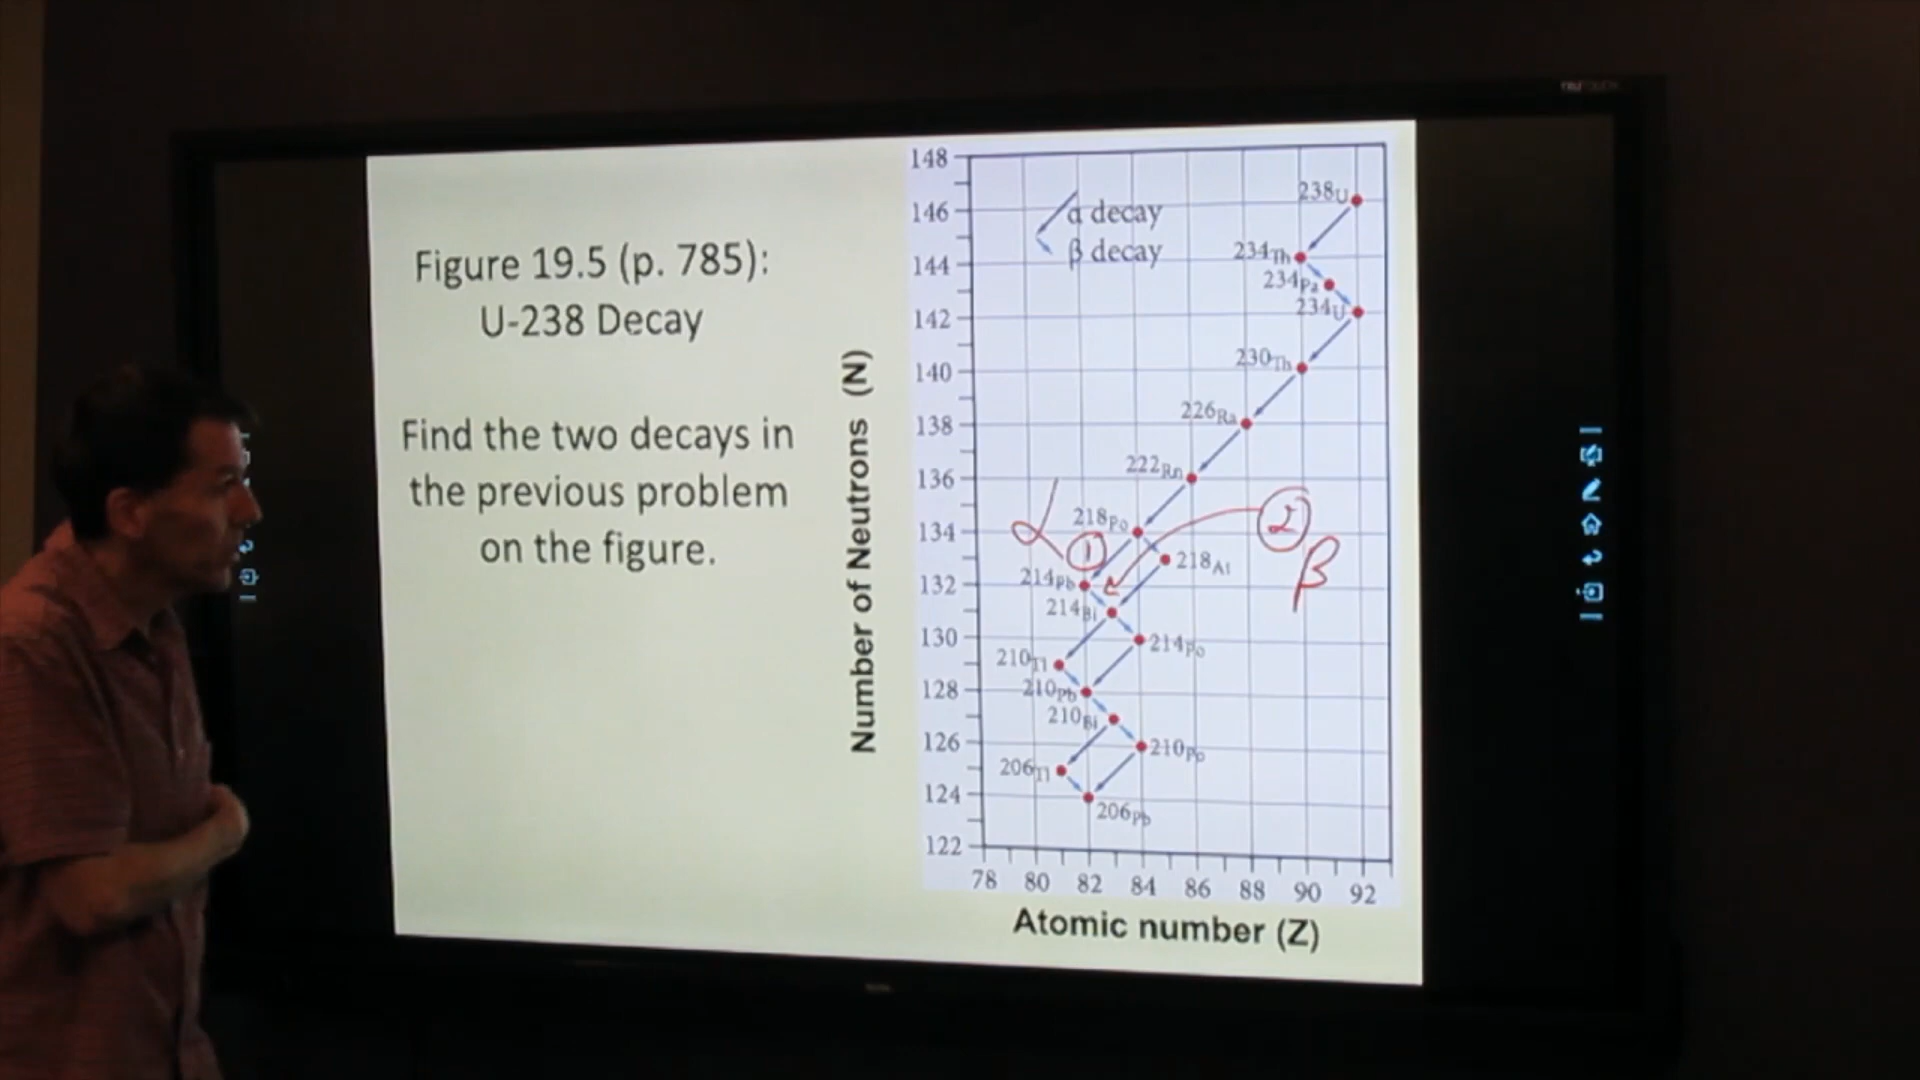 Figure 19.5 (p. 785):
U-238 Decay
Find the two decays in
the previous problem
on the figure.
Number of Neutrons (N)
148
146
144
142
140
138
136
134
132
130
128
126
124
122
α decay
β decay
238U
234Th
234Pa
234U
230Th
226Ra
222Rn
218Po
218At
214Pb
214Bi
214Po
210Tl
210Pb
210Bi
210Po
206Tl
206Pb
α
1
2
β
78 80 82 84 86 88 90 92
Atomic number (Z)